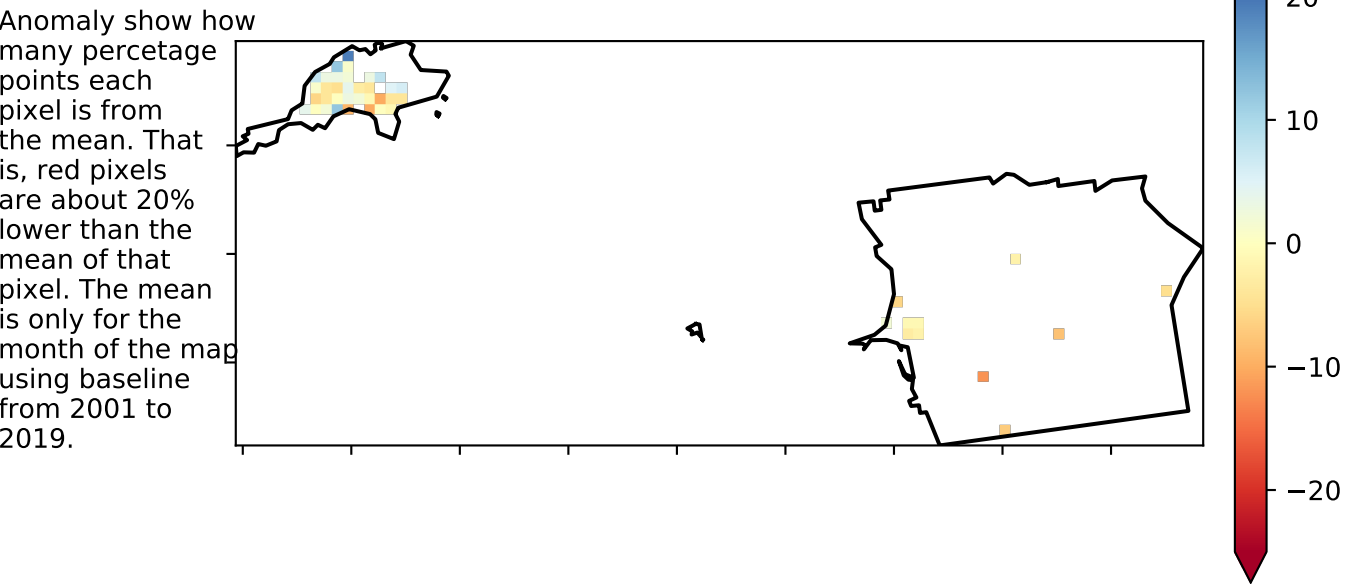 Anomaly show how
many percetage
points each
pixel is from
the mean. That
is, red pixels
are about 20%
lower than the
mean of that
pixel. The mean
is only for the
month of the map
using baseline
from 2001 to
2019.
20
10
0
−10
−20